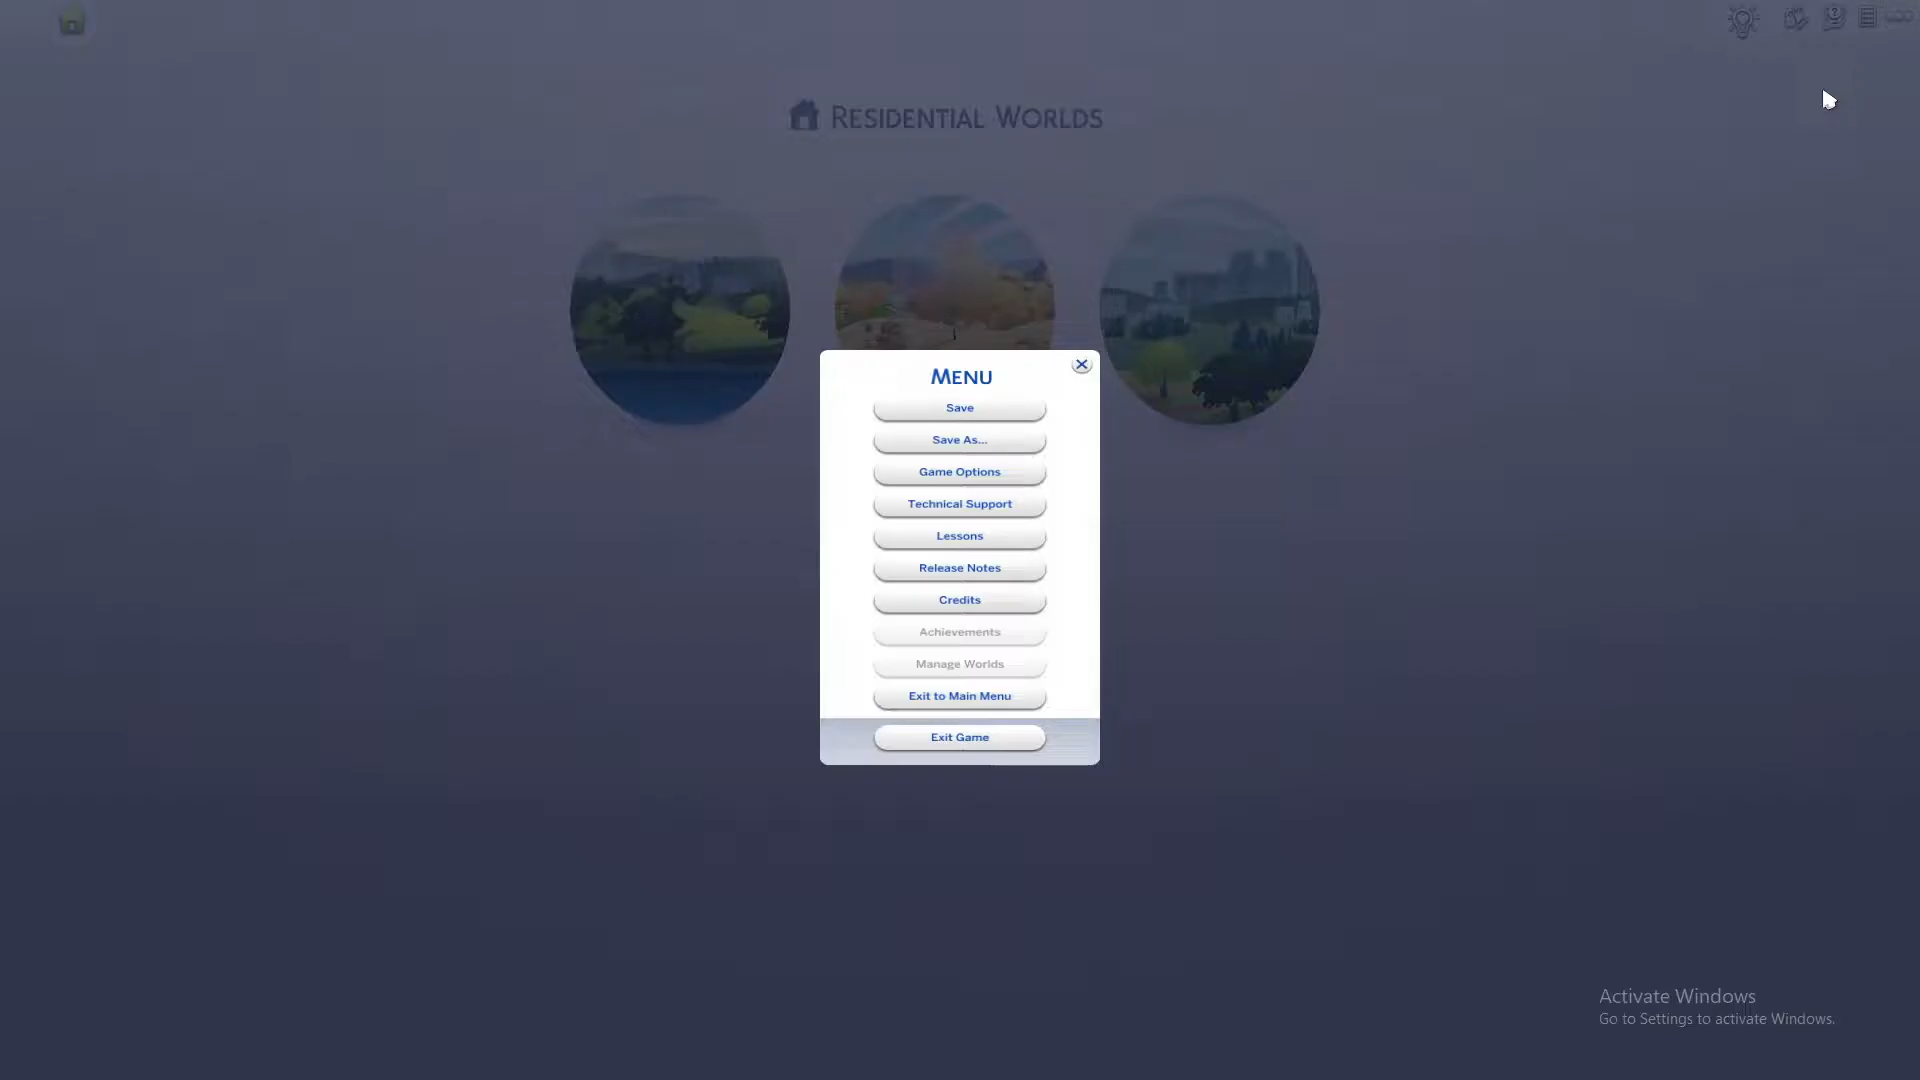 RESIDENTIAL WORLDS
MENU
Save
Save As...
Game Options
Technical Support
Lessons
Release Notes
Credits
Achievements
Manage Worlds
Exit to Main Menu
Exit Game
Activate Windows
Go to Settings to activate Windows.